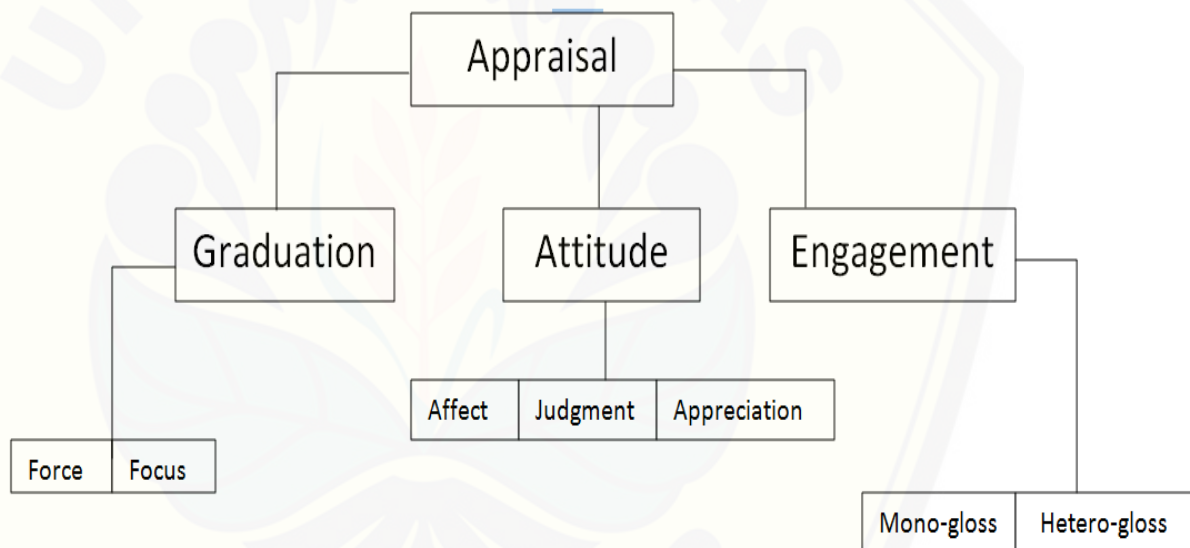 Appraisal
Graduation
Attitude
Engagement
Affect
Judgment
Appreciation
Force
Focus
Mono-gloss
Hetero-gloss